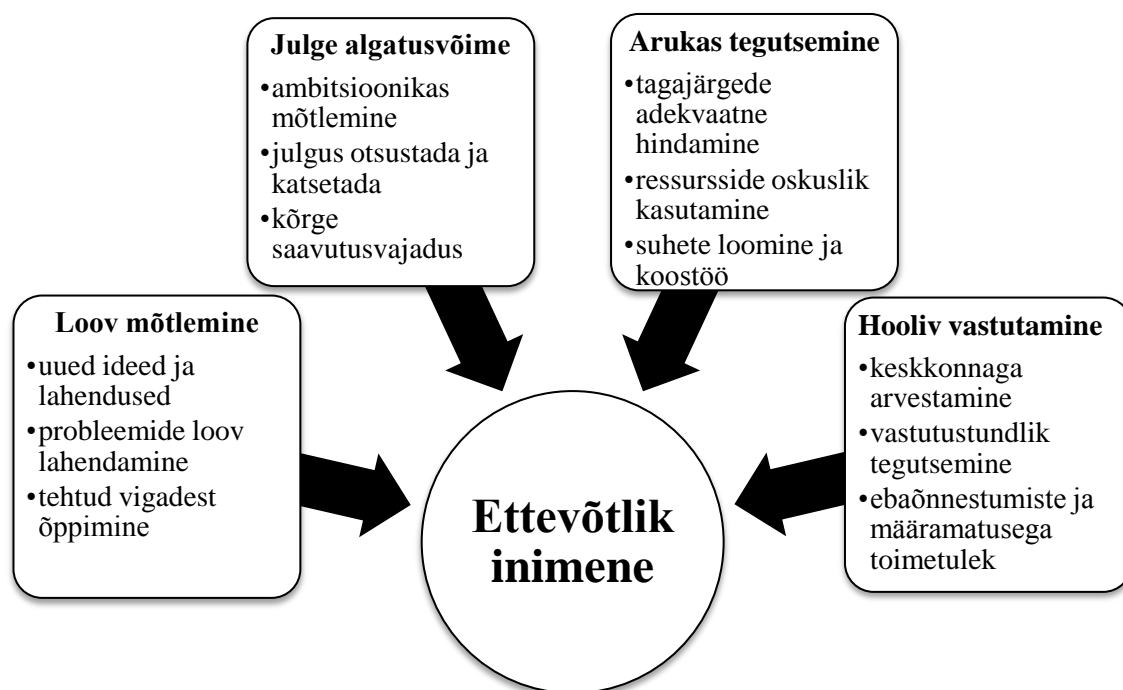 Julge algatusvõime
•ambitsioonikas
mõtlemine
•julgus otsustada ja
katsetada
•kõrge
saavutusvajadus
Arukas tegutsemine
•tagajärgede
adekvaatne
hindamine
•ressursside oskuslik
kasutamine
•suhete loomine ja
koostöö
Loov mõtlemine
•uued ideed ja
lahendused
•probleemide loov
lahendamine
•tehtud vigadest
õppimine
Hooliv vastutamine
•keskkonnaga
arvestamine
•vastutustundlik
tegutsemine
•ebaõnnestumiste ja
määramatusega
toimetulek
Ettevõtlik
inimene